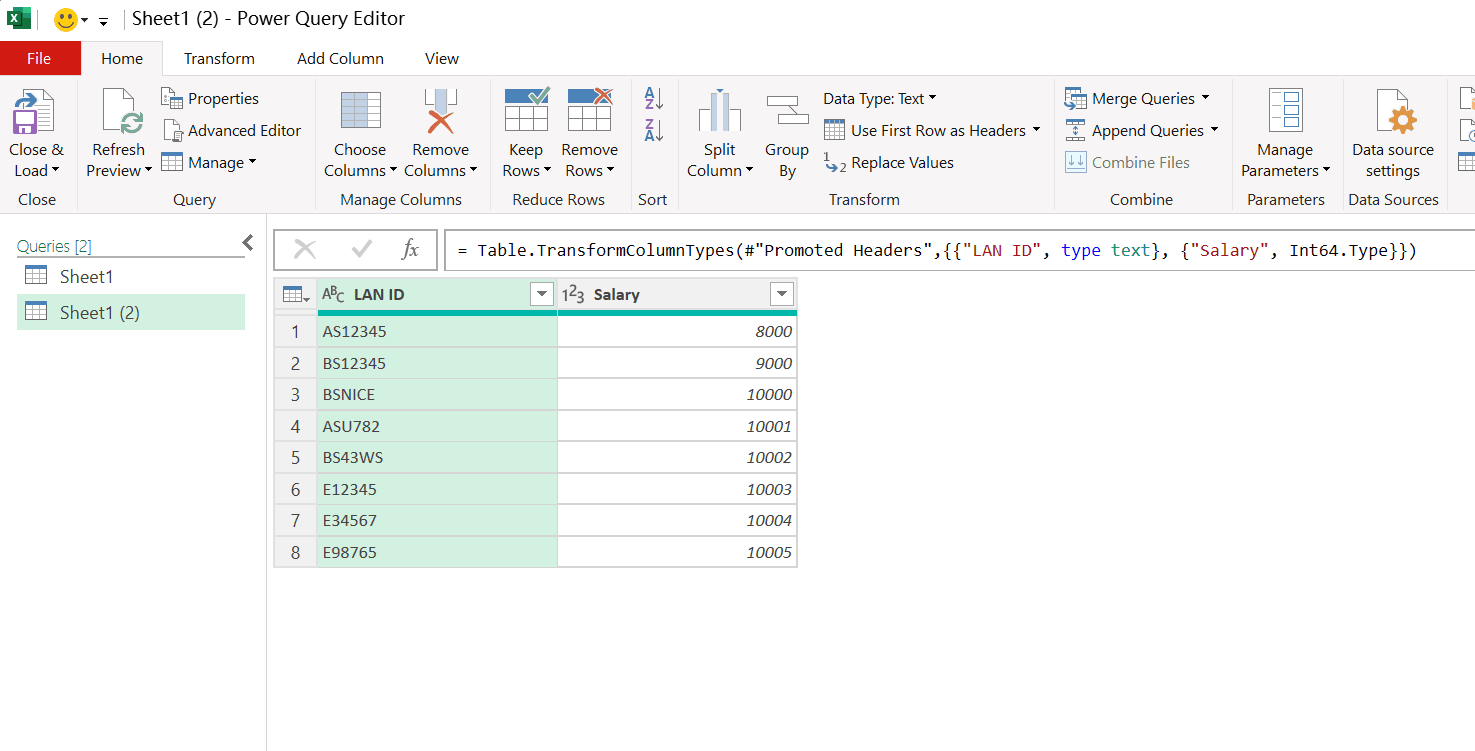 Sheet1 (2) - Power Query Editor
File Home Transform Add Column View
Close & Load
Refresh Preview
Properties
Advanced Editor
Manage
Choose Columns
Remove Columns
Keep Rows
Remove Rows
A Z
Z A
Split Column
Group By
Data Type: Text
Use First Row as Headers
1 2 Replace Values
Merge Queries
Append Queries
Combine Files
Manage Parameters
Data source settings
Close Query Manage Columns Reduce Rows Sort Transform Combine Parameters Data Sources
Queries [2]
Sheet1
Sheet1 (2)
fx = Table.TransformColumnTypes(#"Promoted Headers",{{"LAN ID", type text}, {"Salary", Int64.Type}})
ABC LAN ID 123 Salary
1 AS12345 8000
2 BS12345 9000
3 BSNICE 10000
4 ASU782 10001
5 BS43WS 10002
6 E12345 10003
7 E34567 10004
8 E98765 10005